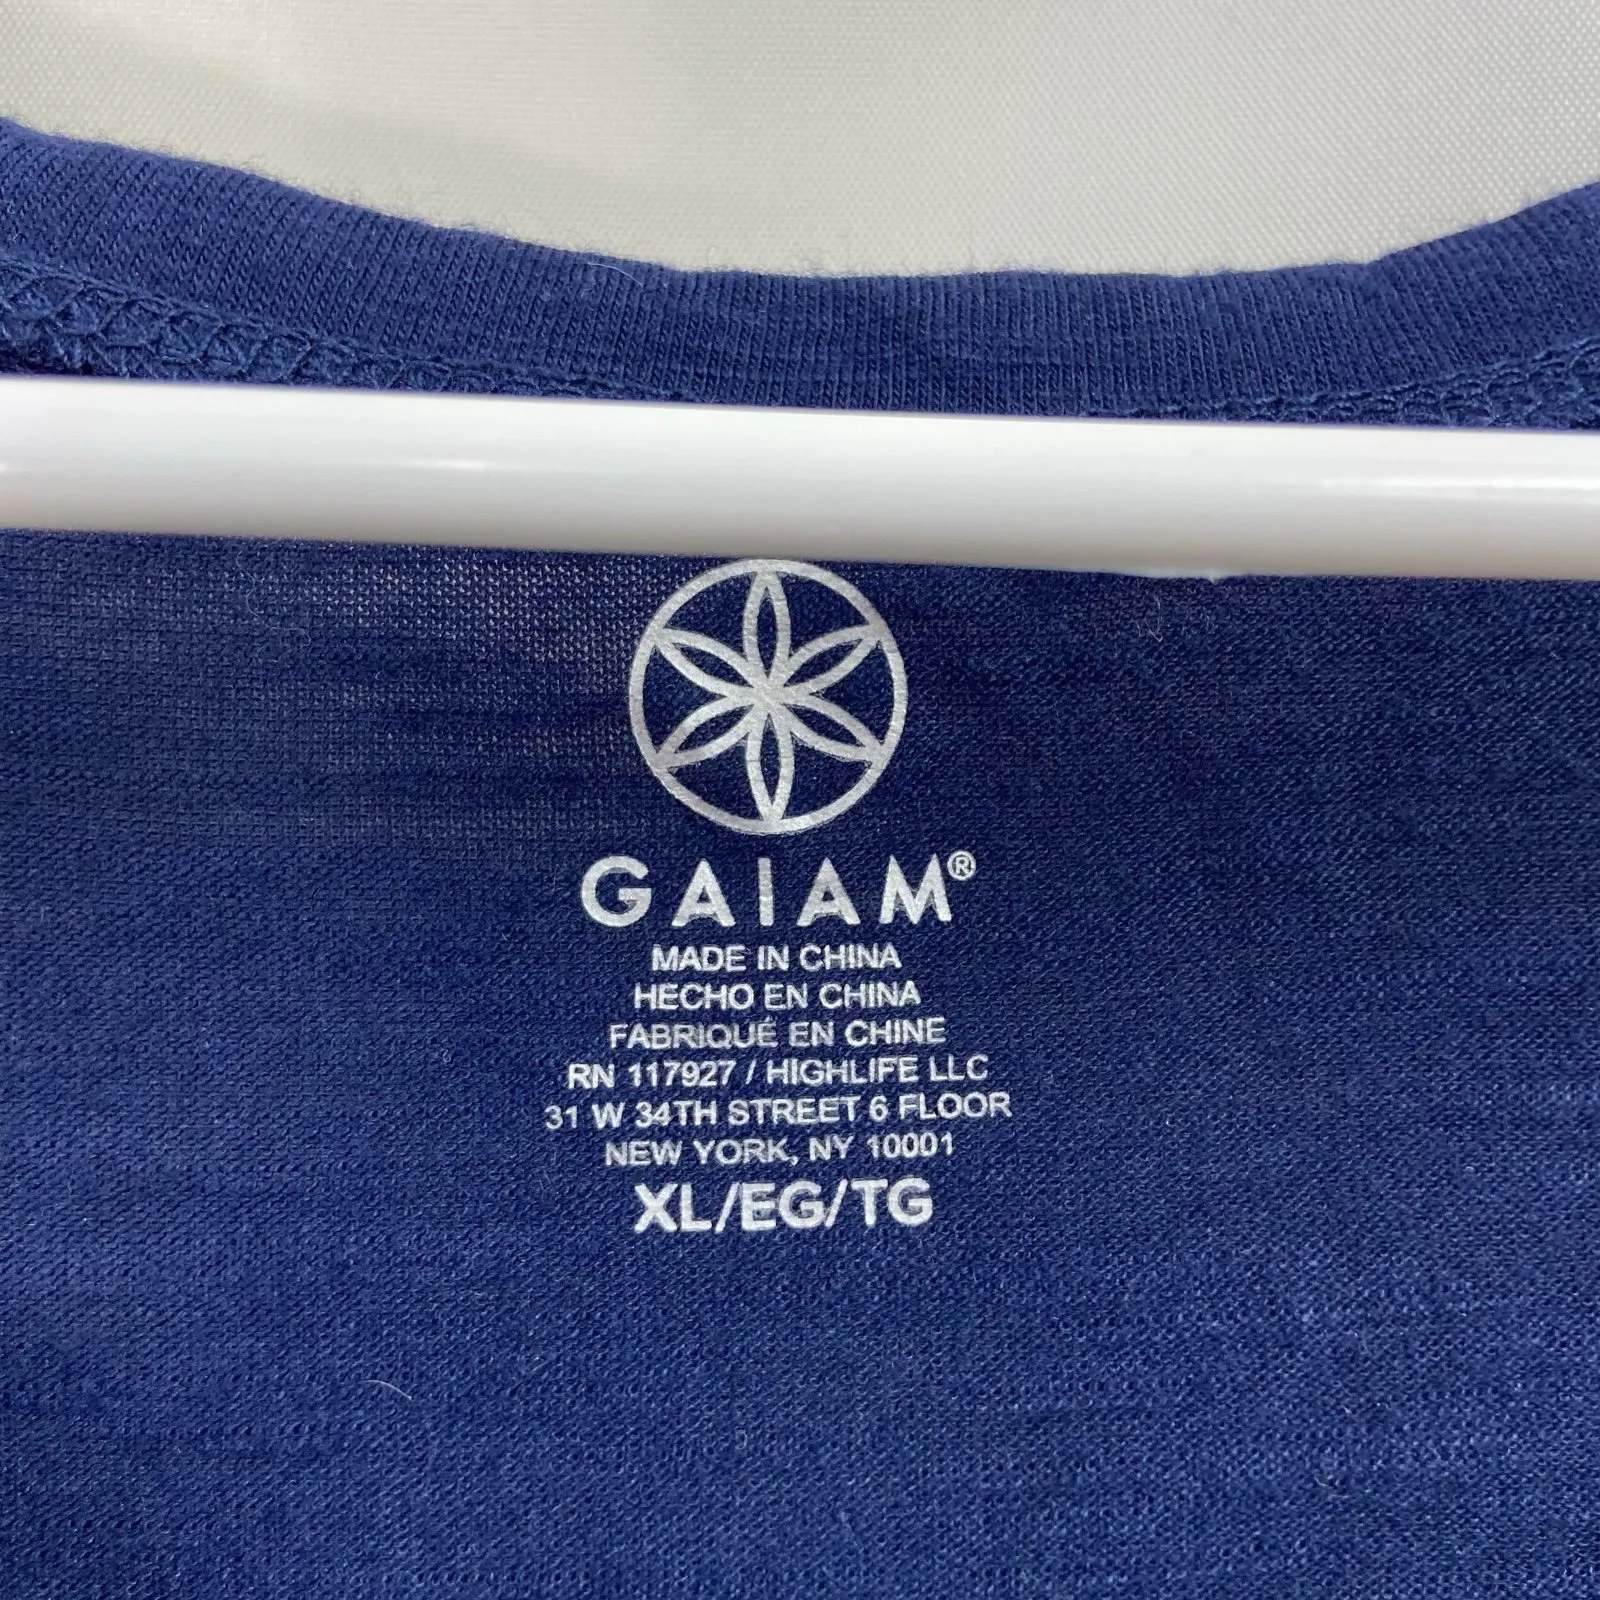 GAIAM®
MADE IN CHINA
HECHO EN CHINA
FABRIQUÉ EN CHINE
RN 117927 / HIGHLIFE LLC
31 W 34TH STREET 6 FLOOR
NEW YORK, NY 10001
XL/EG/TG